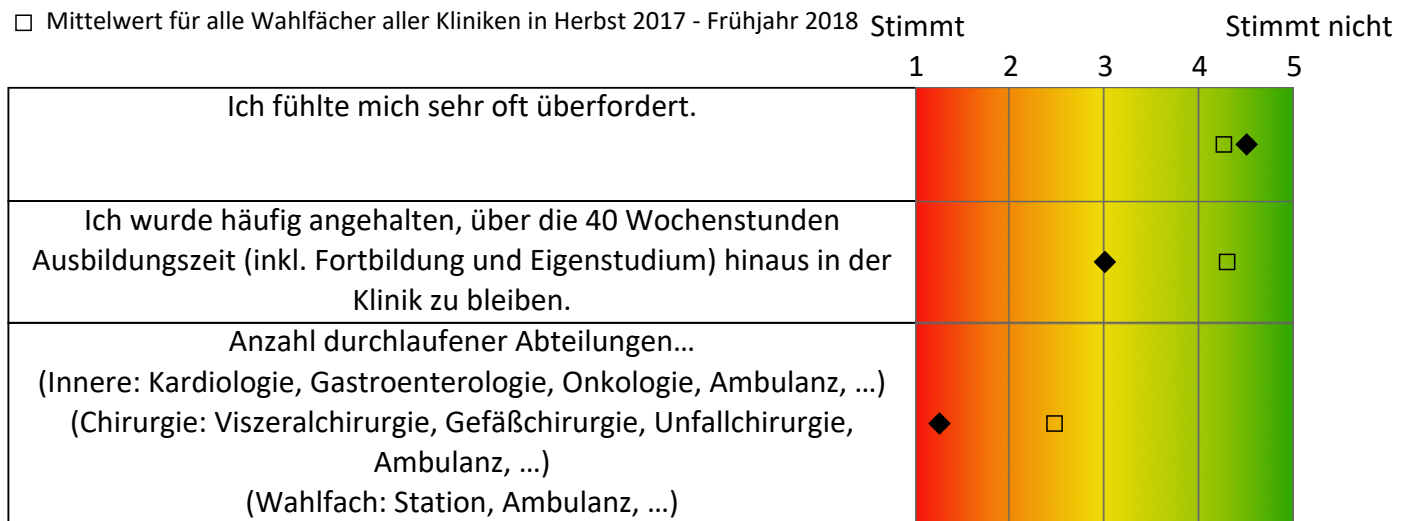 □ Mittelwert für alle Wahlfächer aller Kliniken in Herbst 2017 - Frühjahr 2018 Stimmt Stimmt nicht
1 2 3 4 5
Ich fühlte mich sehr oft überfordert.
Ich wurde häufig angehalten, über die 40 Wochenstunden
Ausbildungszeit (inkl. Fortbildung und Eigenstudium) hinaus in der
Klinik zu bleiben.
Anzahl durchlaufener Abteilungen…
(Innere: Kardiologie, Gastroenterologie, Onkologie, Ambulanz, …)
(Chirurgie: Viszeralchirurgie, Gefäßchirurgie, Unfallchirurgie,
Ambulanz, …)
(Wahlfach: Station, Ambulanz, …)